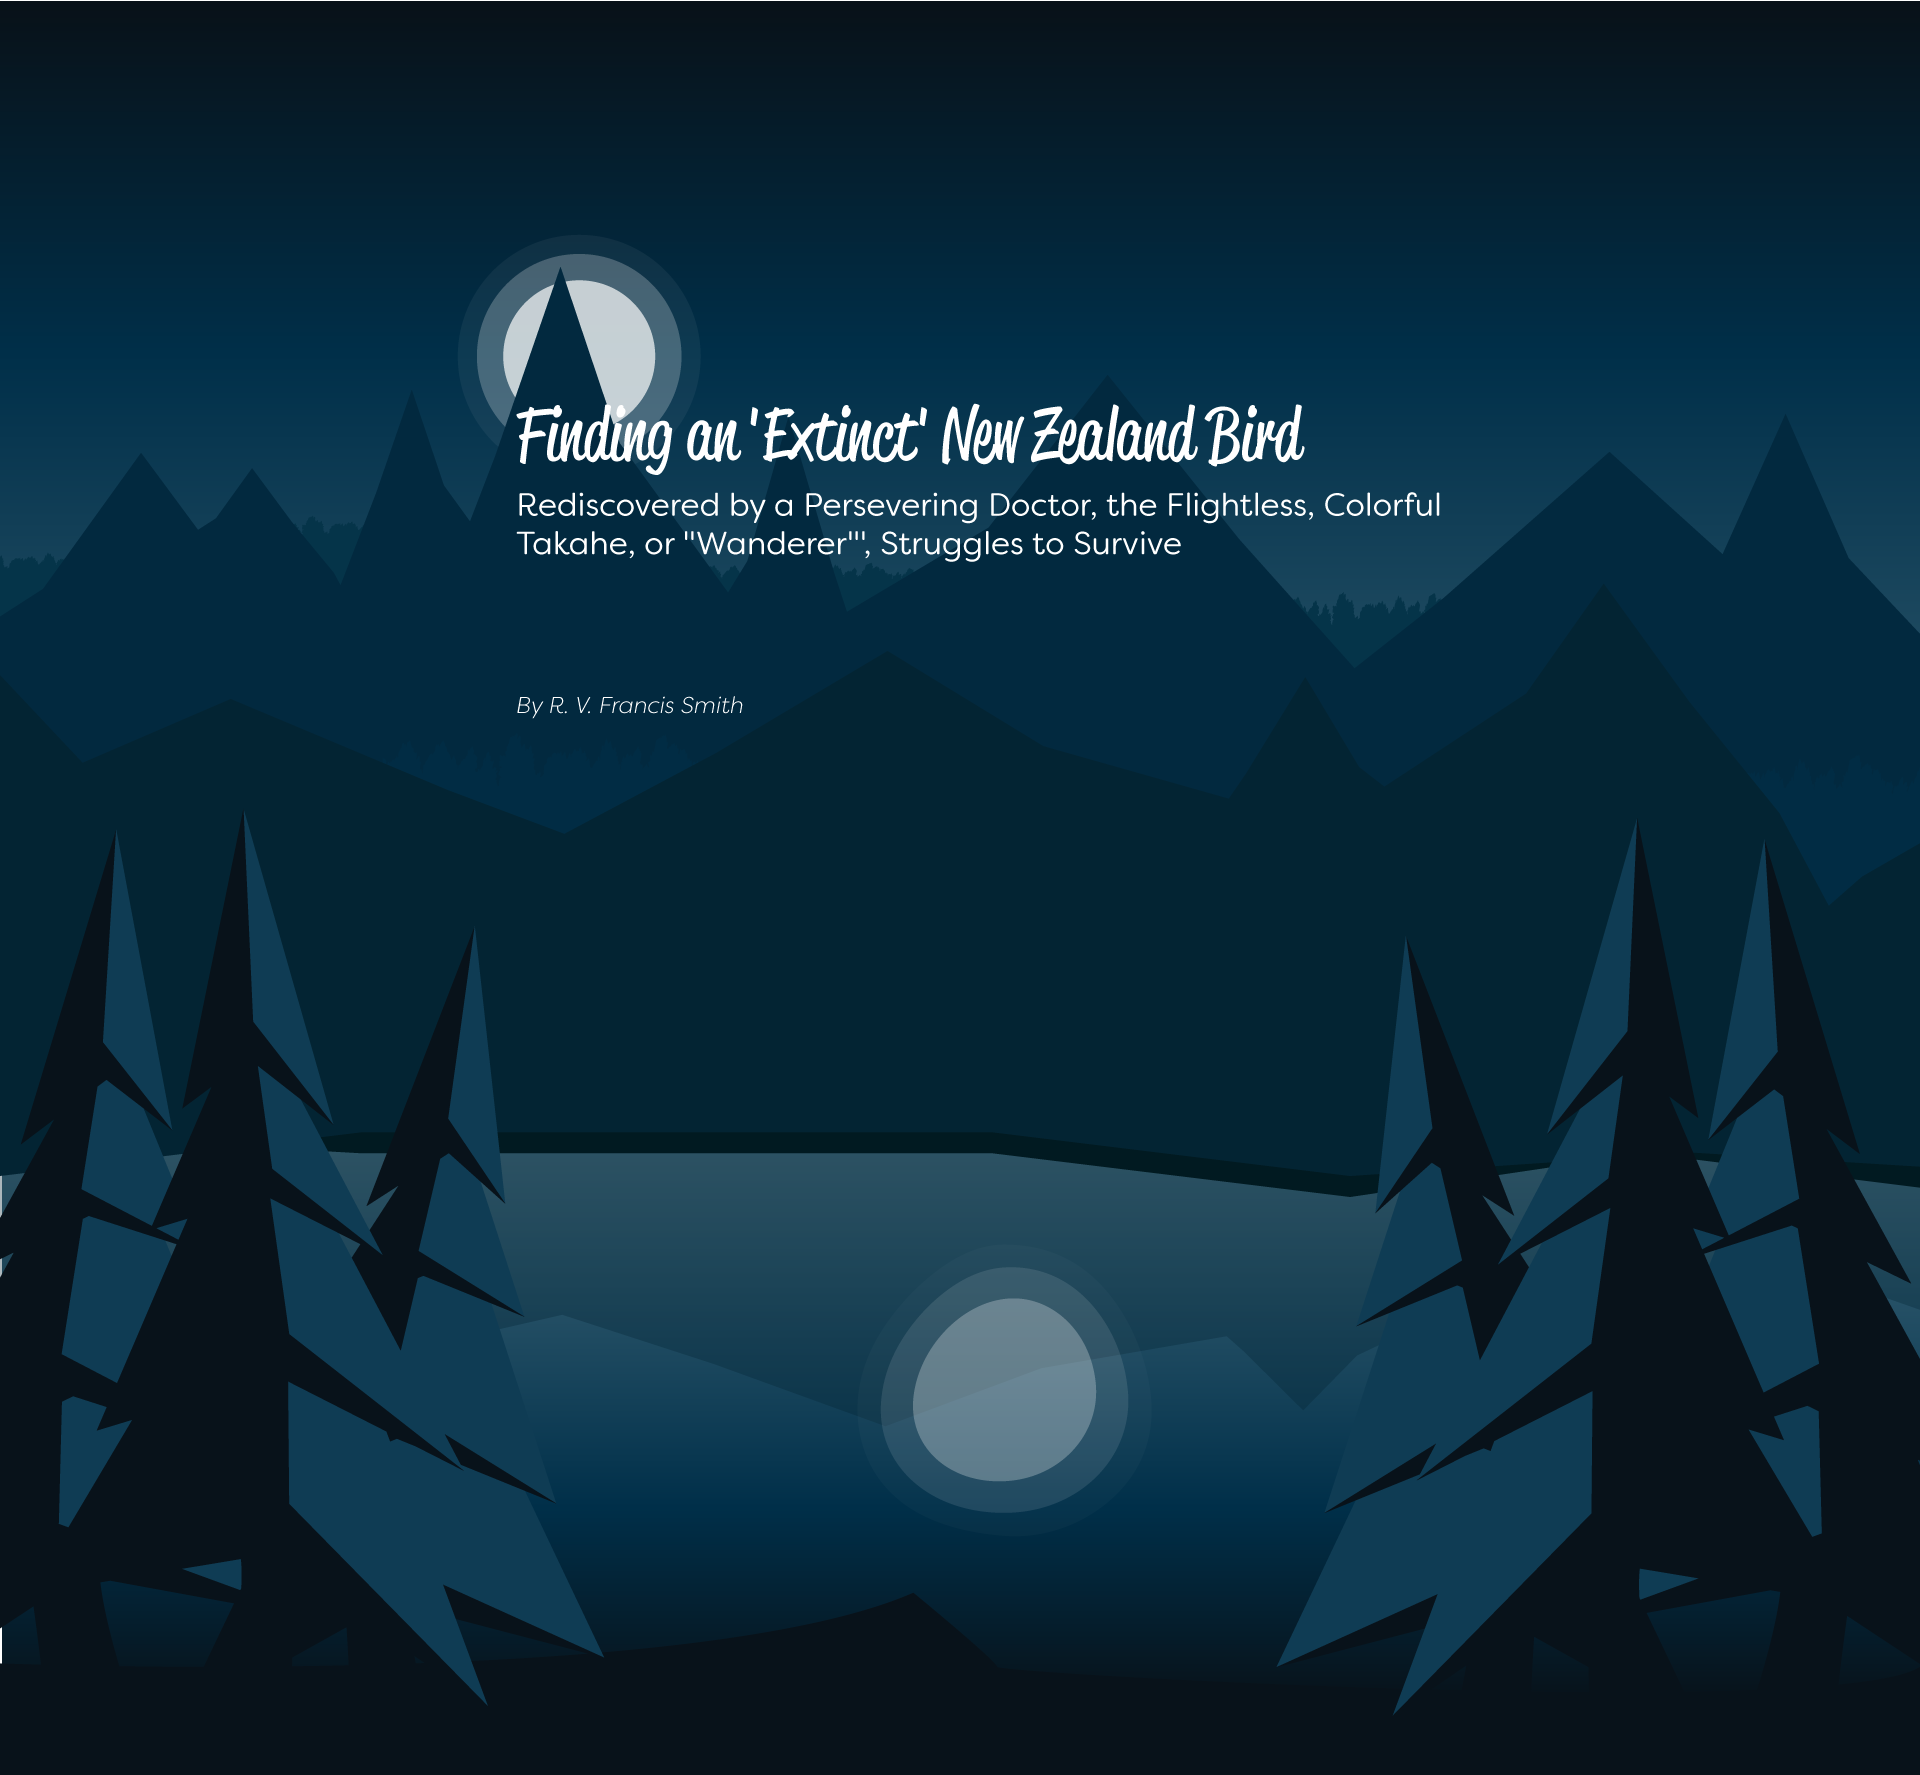 Finding an 'Extinct' New Zealand Bird
Rediscovered by a Persevering Doctor, the Flightless, Colorful
Takahe, or "Wanderer"', Struggles to Survive
By R. V. Francis Smith